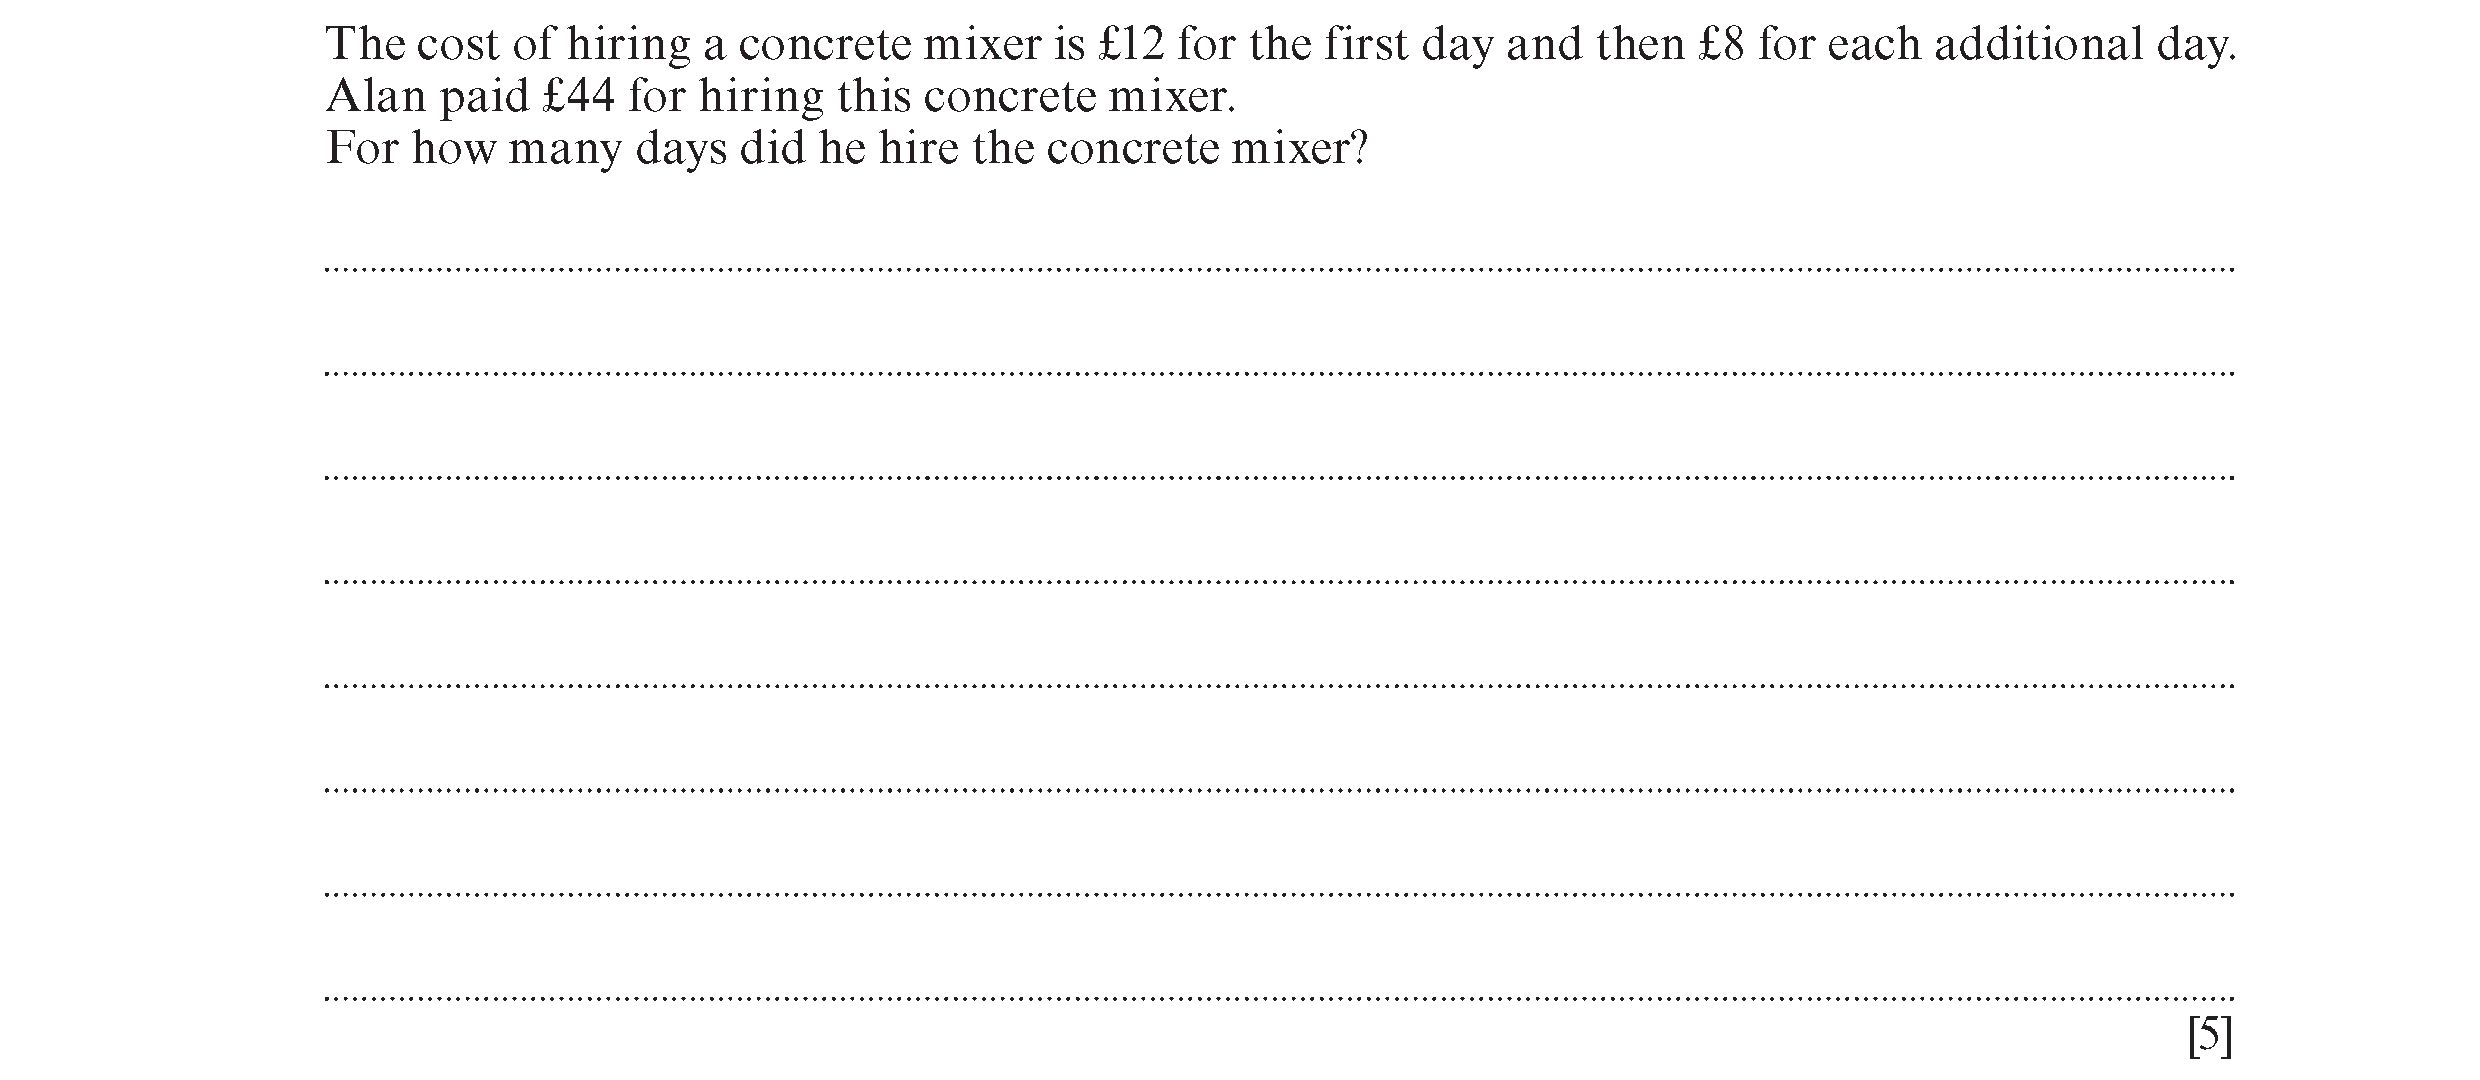 The cost of hiring a concrete mixer is £12 for the first day and then £8 for each additional day.
Alan paid £44 for hiring this concrete mixer.
For how many days did he hire the concrete mixer?
[5]